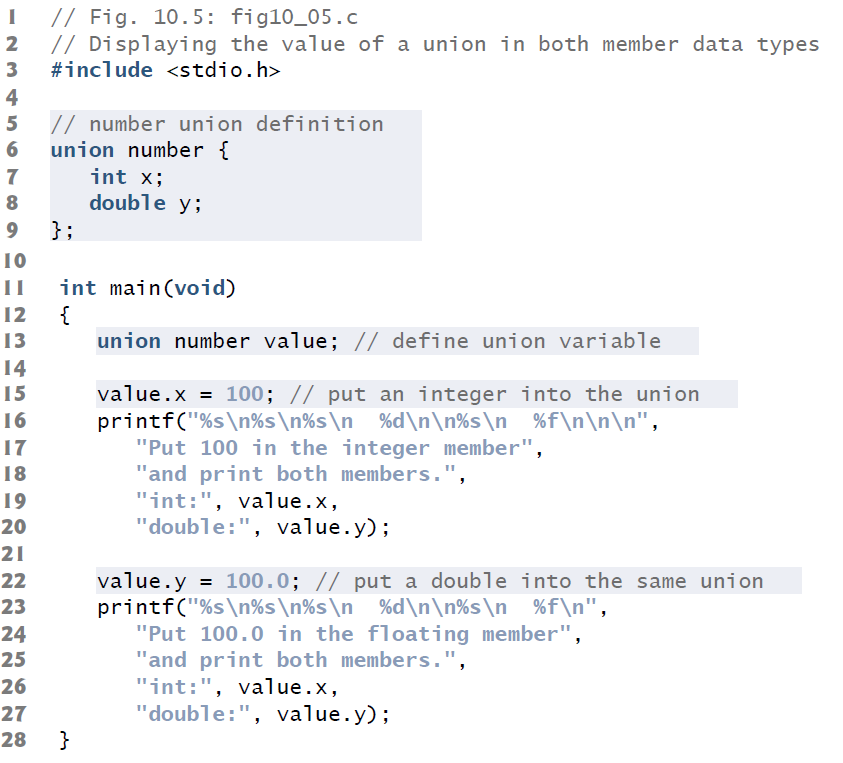 1 // Fig. 10.5: fig10_05.c
2 // Displaying the value of a union in both member data types
3 #include <stdio.h>
4
5 // number union definition
6 union number {
7    int x;
8    double y;
9 };
10
11 int main(void)
12 {
13    union number value; // define union variable
14
15    value.x = 100; // put an integer into the union
16    printf("%s\n%s\n%s\n  %d\n\n%s\n  %f\n\n\n",
17       "Put 100 in the integer member",
18       "and print both members.",
19       "int:", value.x,
20       "double:", value.y);
21
22    value.y = 100.0; // put a double into the same union
23    printf("%s\n%s\n%s\n  %d\n\n%s\n  %f\n",
24       "Put 100.0 in the floating member",
25       "and print both members.",
26       "int:", value.x,
27       "double:", value.y);
28 }